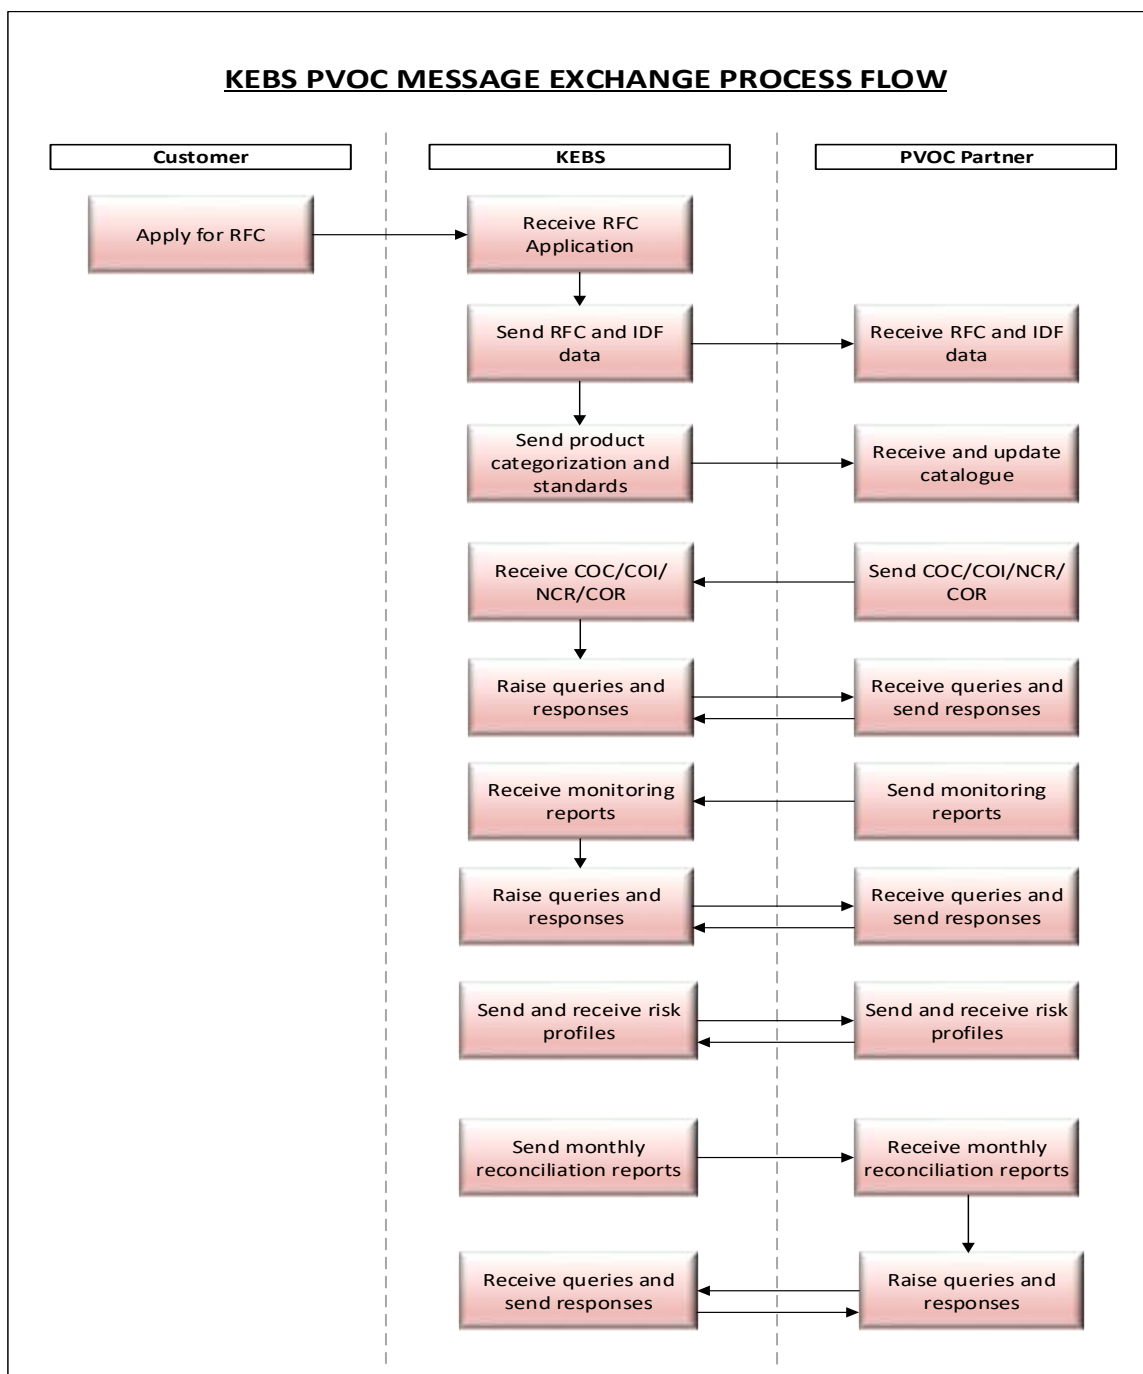 KEBS PVOC MESSAGE EXCHANGE PROCESS FLOW
Customer
KEBS
PVOC Partner
Apply for RFC
Receive RFC
Application
Send RFC and IDF
data
Receive RFC and IDF
data
Send product
categorization and
standards
Receive and update
catalogue
Receive COC/COI/
NCR/COR
Send COC/COI/NCR/
COR
Raise queries and
responses
Receive queries and
send responses
Receive monitoring
reports
Send monitoring
reports
Raise queries and
responses
Receive queries and
send responses
Send and receive risk
profiles
Send and receive risk
profiles
Send monthly
reconciliation reports
Receive monthly
reconciliation reports
Receive queries and
send responses
Raise queries and
responses